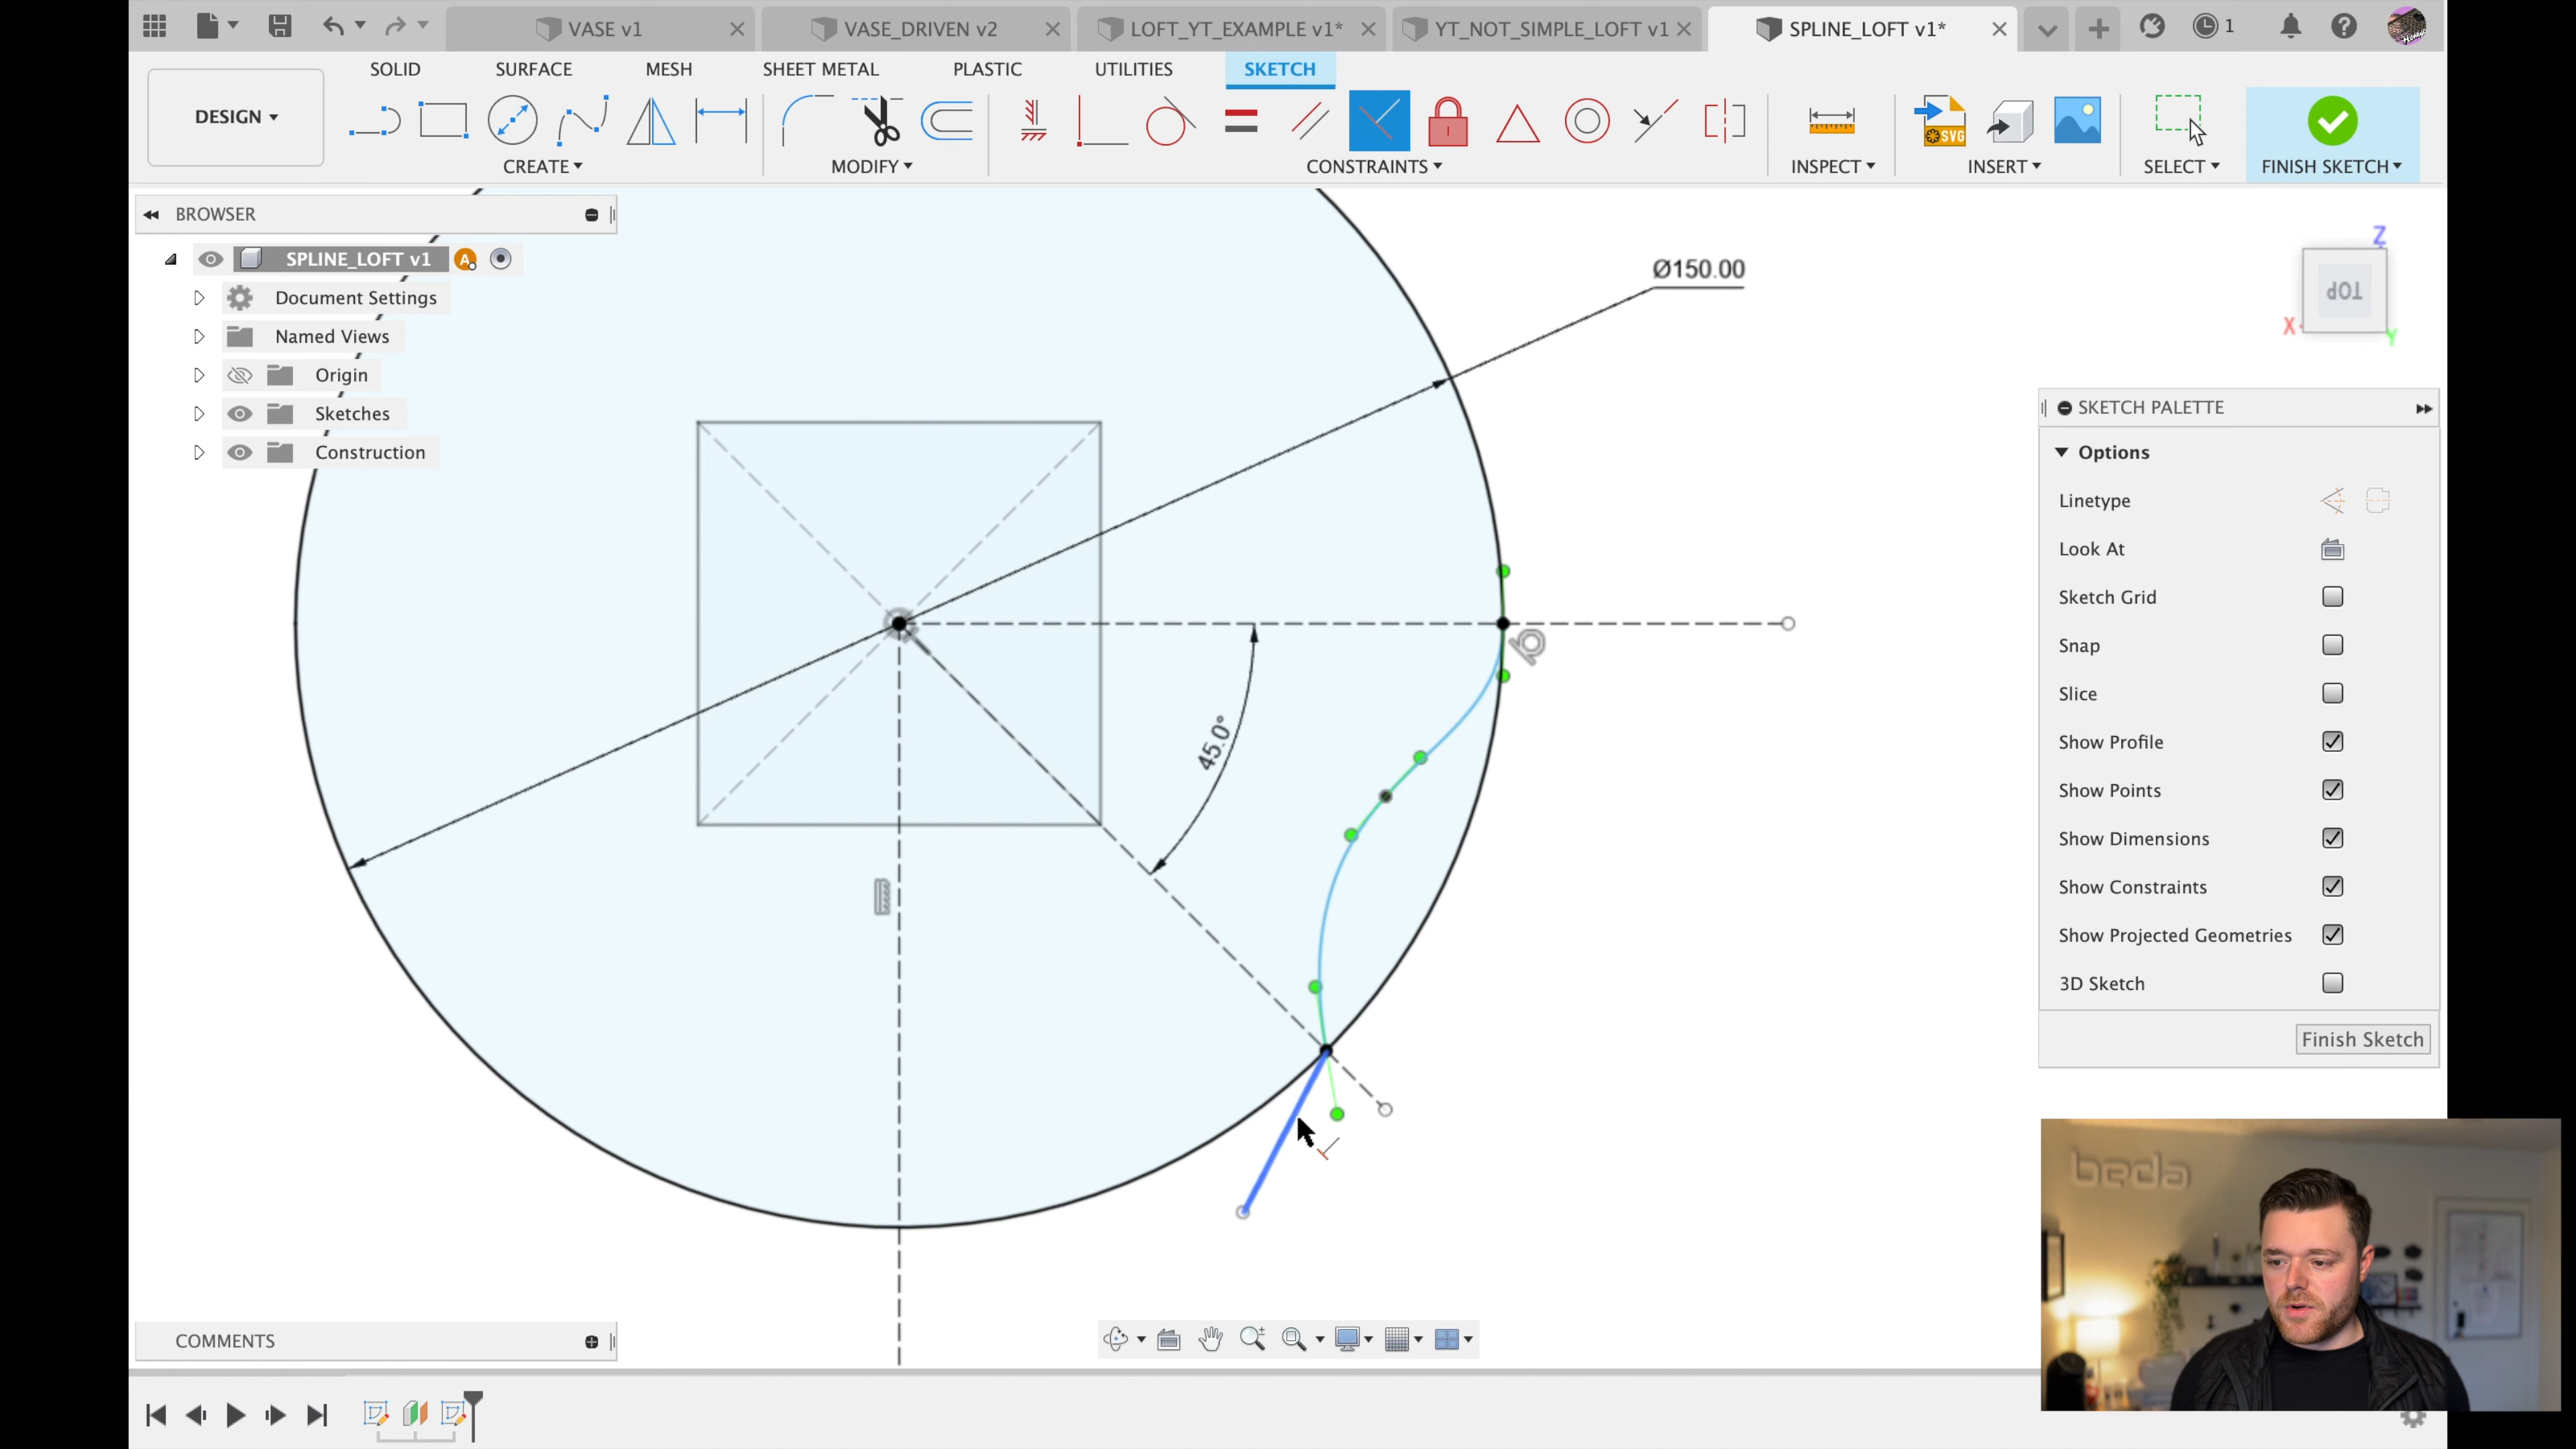 VASE v1
VASE_DRIVEN v2
LOFT_YT_EXAMPLE v1*
YT_NOT_SIMPLE_LOFT v1
SPLINE_LOFT v1*
1
DESIGN
SOLID
SURFACE
MESH
SHEET METAL
PLASTIC
UTILITIES
SKETCH
CREATE
MODIFY
CONSTRAINTS
INSPECT
SVG
INSERT
SELECT
FINISH SKETCH
BROWSER
SPLINE_LOFT v1
A
Document Settings
Named Views
Origin
Sketches
Construction
Ø150.00
45.0°
Z
TOP
X
Y
SKETCH PALETTE
Options
Linetype
Look At
Sketch Grid
Snap
Slice
Show Profile
Show Points
Show Dimensions
Show Constraints
Show Projected Geometries
3D Sketch
Finish Sketch
beda
COMMENTS